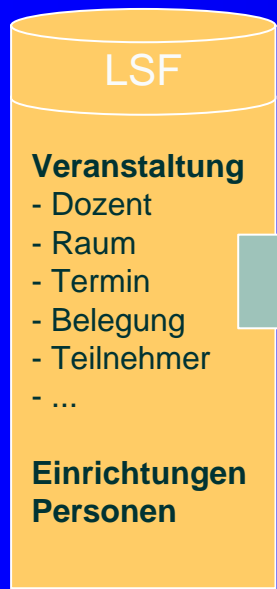 LSF
Veranstaltung
- Dozent
- Raum
- Termin
- Belegung
- Teilnehmer
- ...
Einrichtungen
Personen